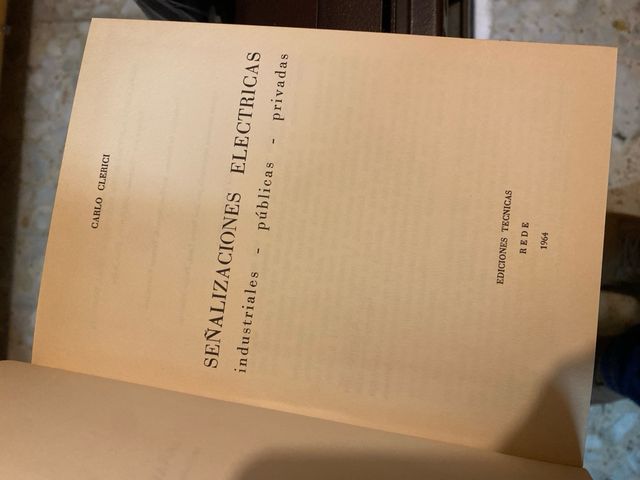 CARLO CLERICI
SEÑALIZACIONES ELECTRICAS
industriales - públicas - privadas
EDICIONES TECNICAS
REDE
1964